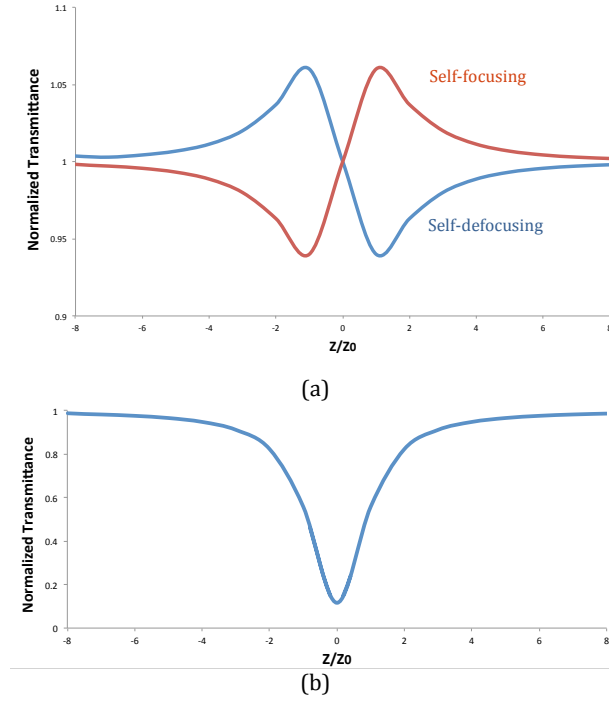 1.1
1.05
1
0.95
0.9
Normalized Transmittance
Self-focusing
Self-defocusing
-8 -6 -4 -2 0 2 4 6 8
Z/Z0
(a)
1
0.8
0.6
0.4
0.2
0
Normalized Transmittance
-8 -6 -4 -2 0 2 4 6 8
Z/Z0
(b)